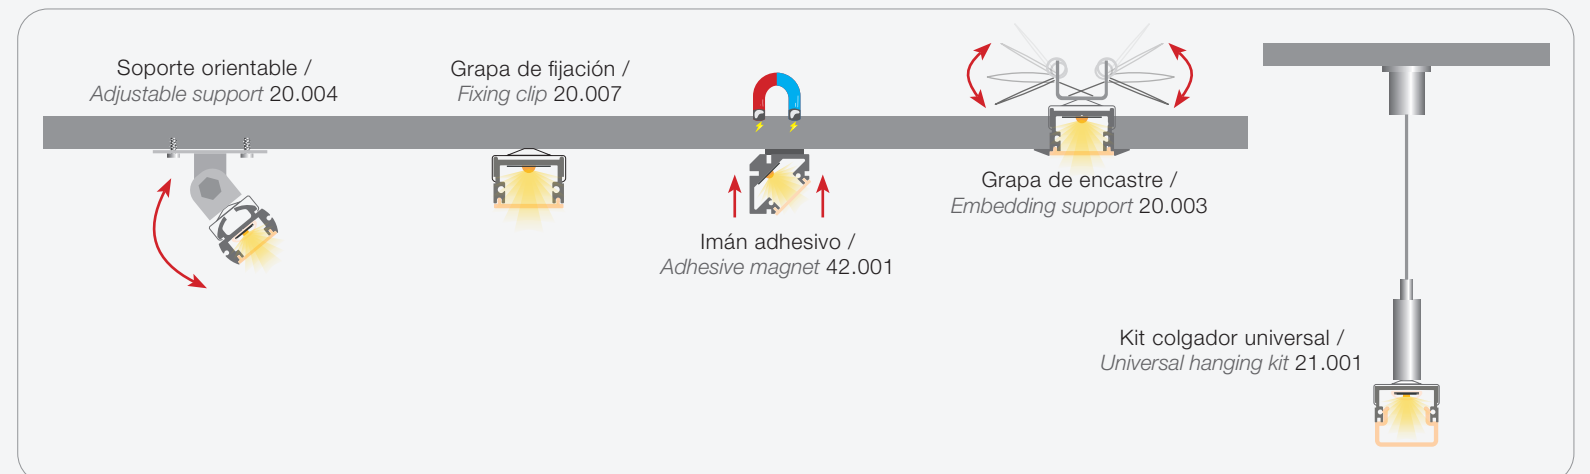 Soporte orientable /
Adjustable support 20.004
Grapa de fijación /
Fixing clip 20.007
Imán adhesivo /
Adhesive magnet 42.001
Grapa de encastre /
Embedding support 20.003
Kit colgador universal /
Universal hanging kit 21.001